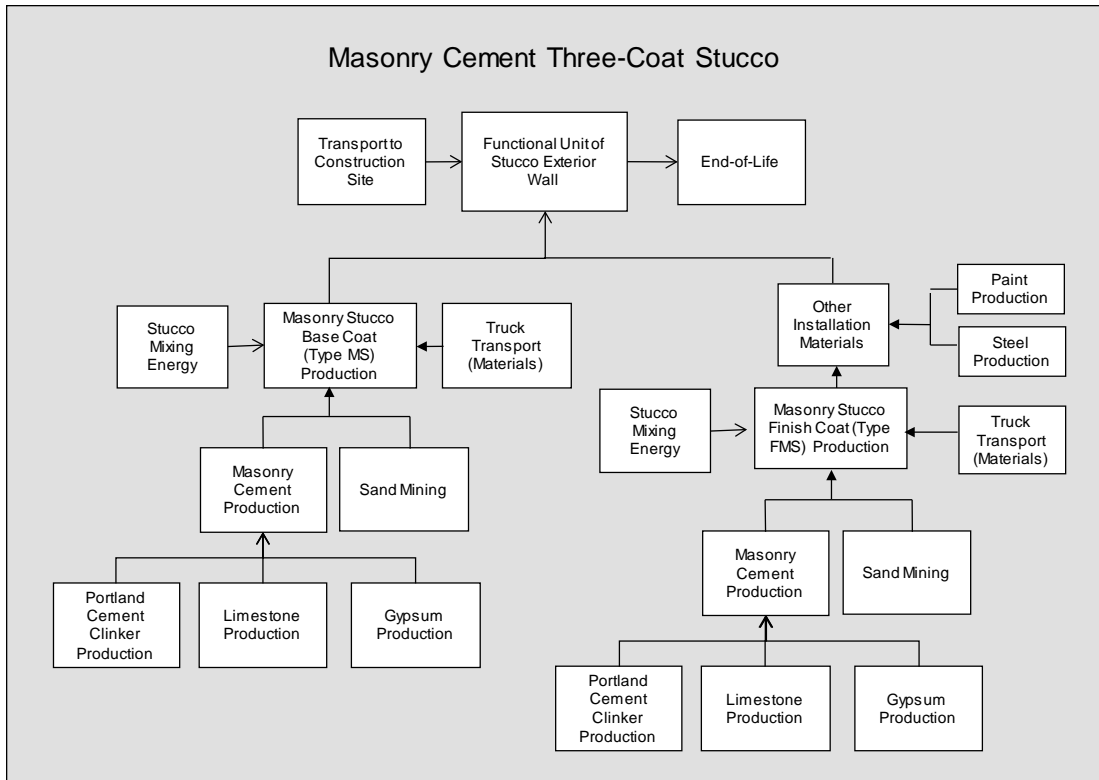 Masonry Cement Three-Coat Stucco
Transport to
Construction
Site
Functional Unit of
Stucco Exterior
Wall
End-of-Life
Stucco
Mixing
Energy
Masonry Stucco
Base Coat
(Type MS)
Production
Truck
Transport
(Materials)
Other
Installation
Materials
Paint
Production
Steel
Production
Stucco
Mixing
Energy
Masonry Stucco
Finish Coat (Type
FMS) Production
Truck
Transport
(Materials)
Masonry
Cement
Production
Sand Mining
Masonry
Cement
Production
Sand Mining
Portland
Cement
Clinker
Production
Limestone
Production
Gypsum
Production
Portland
Cement
Clinker
Production
Limestone
Production
Gypsum
Production